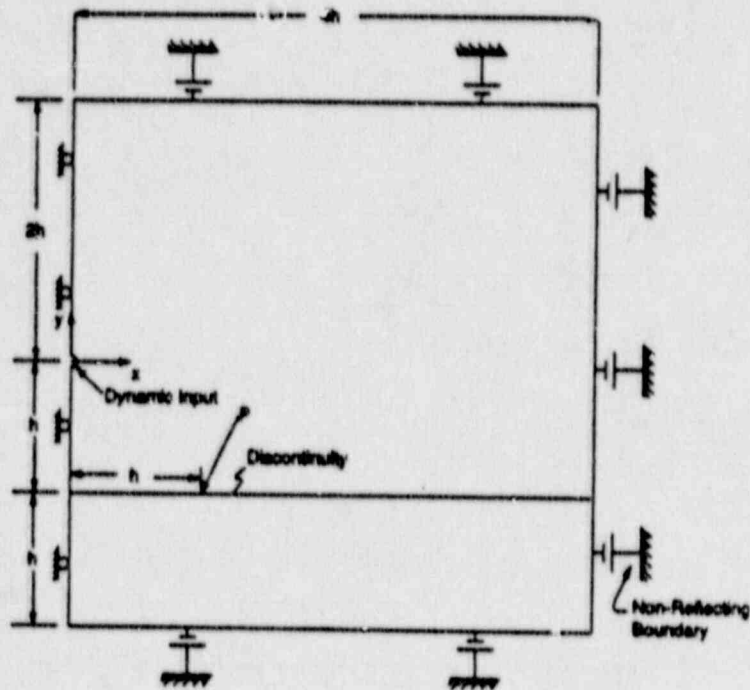 2h
Y
x
Dynamic Input
h
h
Discontinuity
h
Non-Reflecting
Boundary